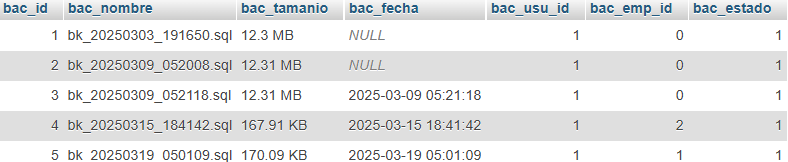 bac_id bac_nombre bac_tamanio bac_fecha bac_usu_id bac_emp_id bac_estado
1 bk_20250303_191650.sql 12.3 MB NULL 1 0 1
2 bk_20250309_052008.sql 12.31 MB NULL 1 0 1
3 bk_20250309_052118.sql 12.31 MB 2025-03-09 05:21:18 1 0 1
4 bk_20250315_184142.sql 167.91 KB 2025-03-15 18:41:42 1 2 1
5 bk_20250319_050109.sql 170.09 KB 2025-03-19 05:01:09 1 1 1